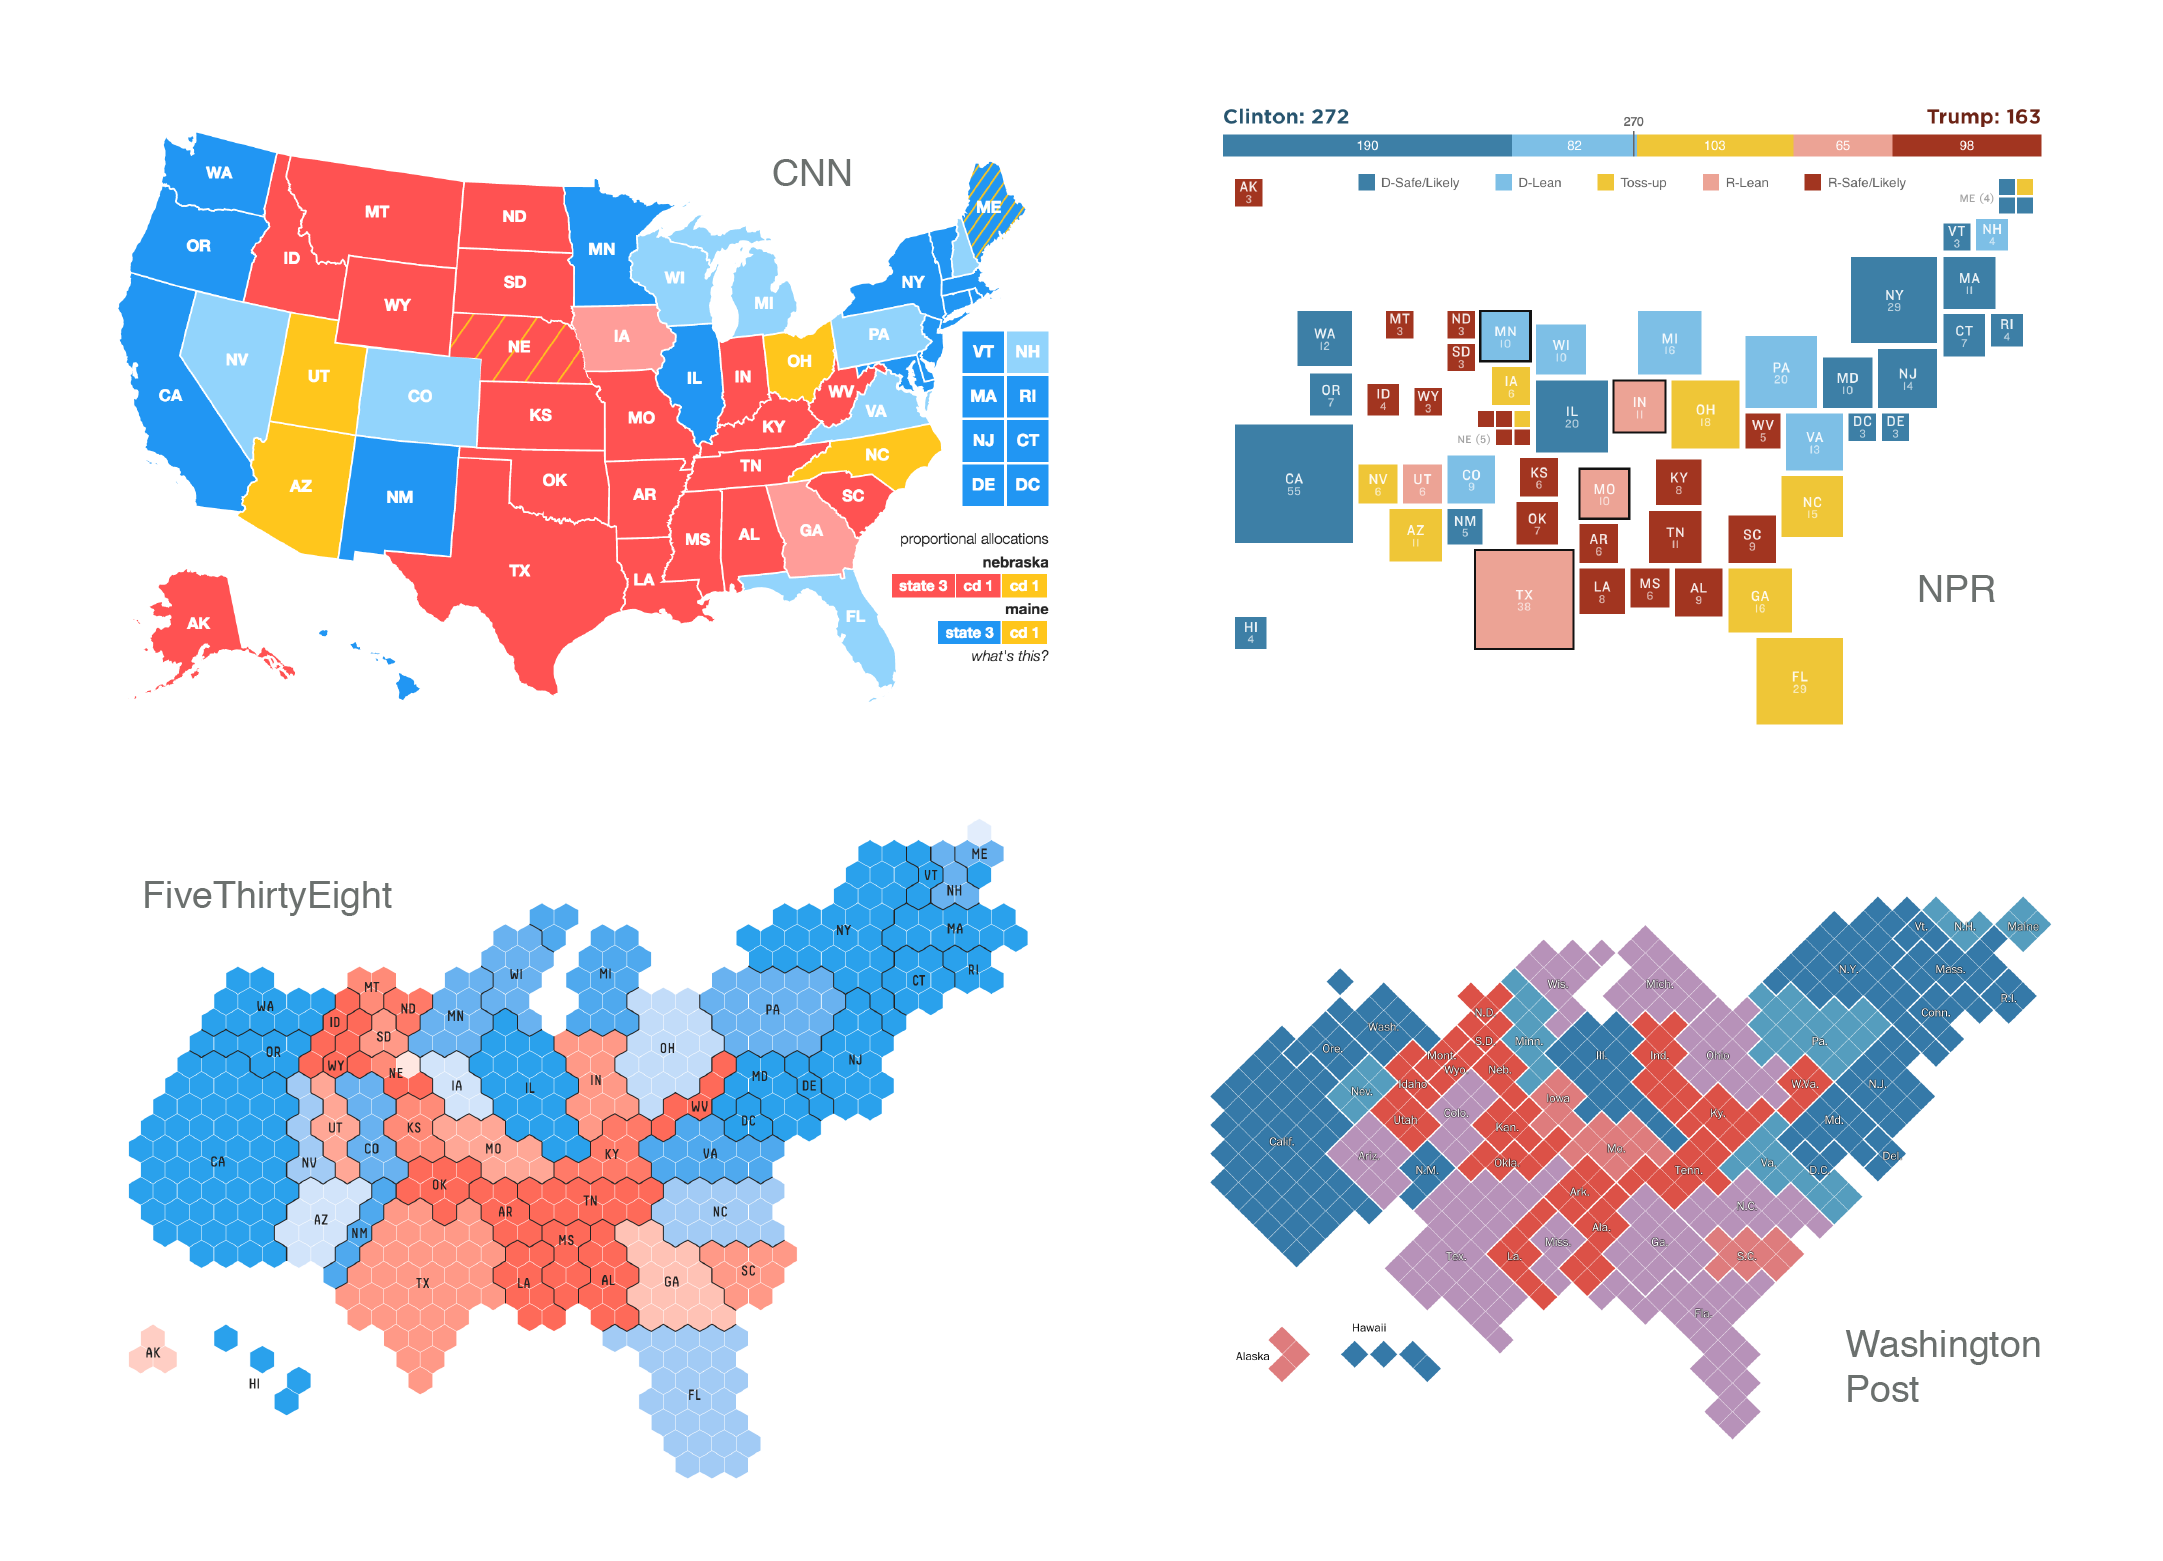 CNN
WA
MT
ND
ME
OR
MN
ID
SD
WI
NY
WY
MI
IA
PA
NE
NV
OH
UT
IL
IN
CO
WV
CA
KS
MO
VA
KY
NC
TN
AZ
NM
OK
AR
SC
MS
AL
GA
TX
LA
FL
AK
VT NH
MA RI
NJ CT
DE DC
proportional allocations
nebraska
state 3 cd 1 cd 1
maine
state 3 cd 1
what's this?
Clinton: 272
270
Trump: 163
190 82 103 65 98
D-Safe/Likely D-Lean Toss-up R-Lean R-Safe/Likely
AK
3
ME (4)
VT
3
NH
4
NY
29
MA
11
WA
12
MT
3
ND
3
MN
10
WI
10
MI
16
CT
7
RI
4
SD
3
PA
20
MD
10
NJ
14
OR
7
ID
4
WY
3
IA
6
IL
20
IN
11
OH
18
NE (5)
WV
5
VA
13
DC
3
DE
3
CA
55
NV
6
UT
6
CO
9
KS
6
MO
10
KY
8
NC
15
AZ
11
NM
5
OK
7
AR
6
TN
11
SC
9
TX
38
LA
8
MS
6
AL
9
GA
16
NPR
HI
4
FL
29
FiveThirtyEight
ME
VT
NH
NY
MA
WI
MI
CT
RI
MT
WA
ID
ND
MN
PA
SD
OR
OH
WY
NE
IA
IL
IN
MD
DE
NJ
WV
DC
UT
KS
CO
MO
KY
VA
CA
NV
OK
TN
AR
NC
AZ
NM
MS
TX
LA
AL
GA
SC
AK
HI
FL
Vt.
N.H.
Maine
N.Y.
Mass.
Wis.
Mich.
R.I.
Conn.
N.D.
Wash.
Ore.
S.D.
Minn.
Pa.
Mont.
Ill.
Ind.
Ohio
Wyo.
Neb.
Idaho
Nev.
Iowa
W.Va.
N.J.
Utah
Colo.
Kan.
Ky.
Md.
Calif.
Ariz.
Mo.
Okla.
N.M.
Tenn.
Va.
D.C.
Del.
Ark.
N.C.
Ala.
Tex.
La.
Miss.
Ga.
S.C.
Fla.
Hawaii
Alaska
Washington
Post